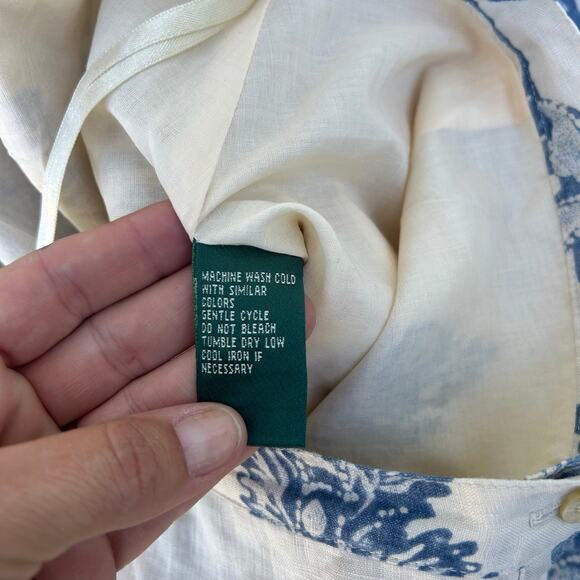 MACHINE WASH COLD
WITH SIMILAR
COLORS
GENTLE CYCLE
DO NOT BLEACH
TUMBLE DRY LOW
COOL IRON IF
NECESSARY